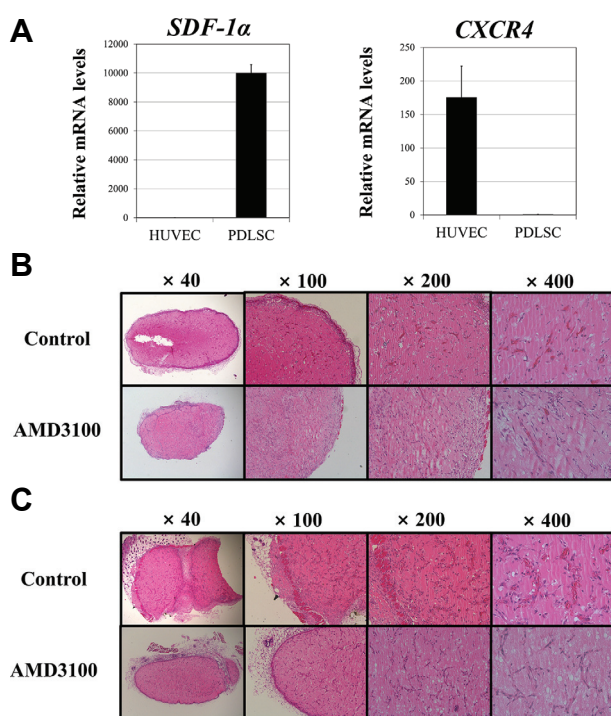 A
SDF-1α
CXCR4
Relative mRNA levels
12000
10000
8000
6000
4000
2000
0
HUVEC
PDLSC
Relative mRNA levels
250
200
150
100
50
0
HUVEC
PDLSC
B
× 40
× 100
× 200
× 400
Control
AMD3100
C
× 40
× 100
× 200
× 400
Control
AMD3100